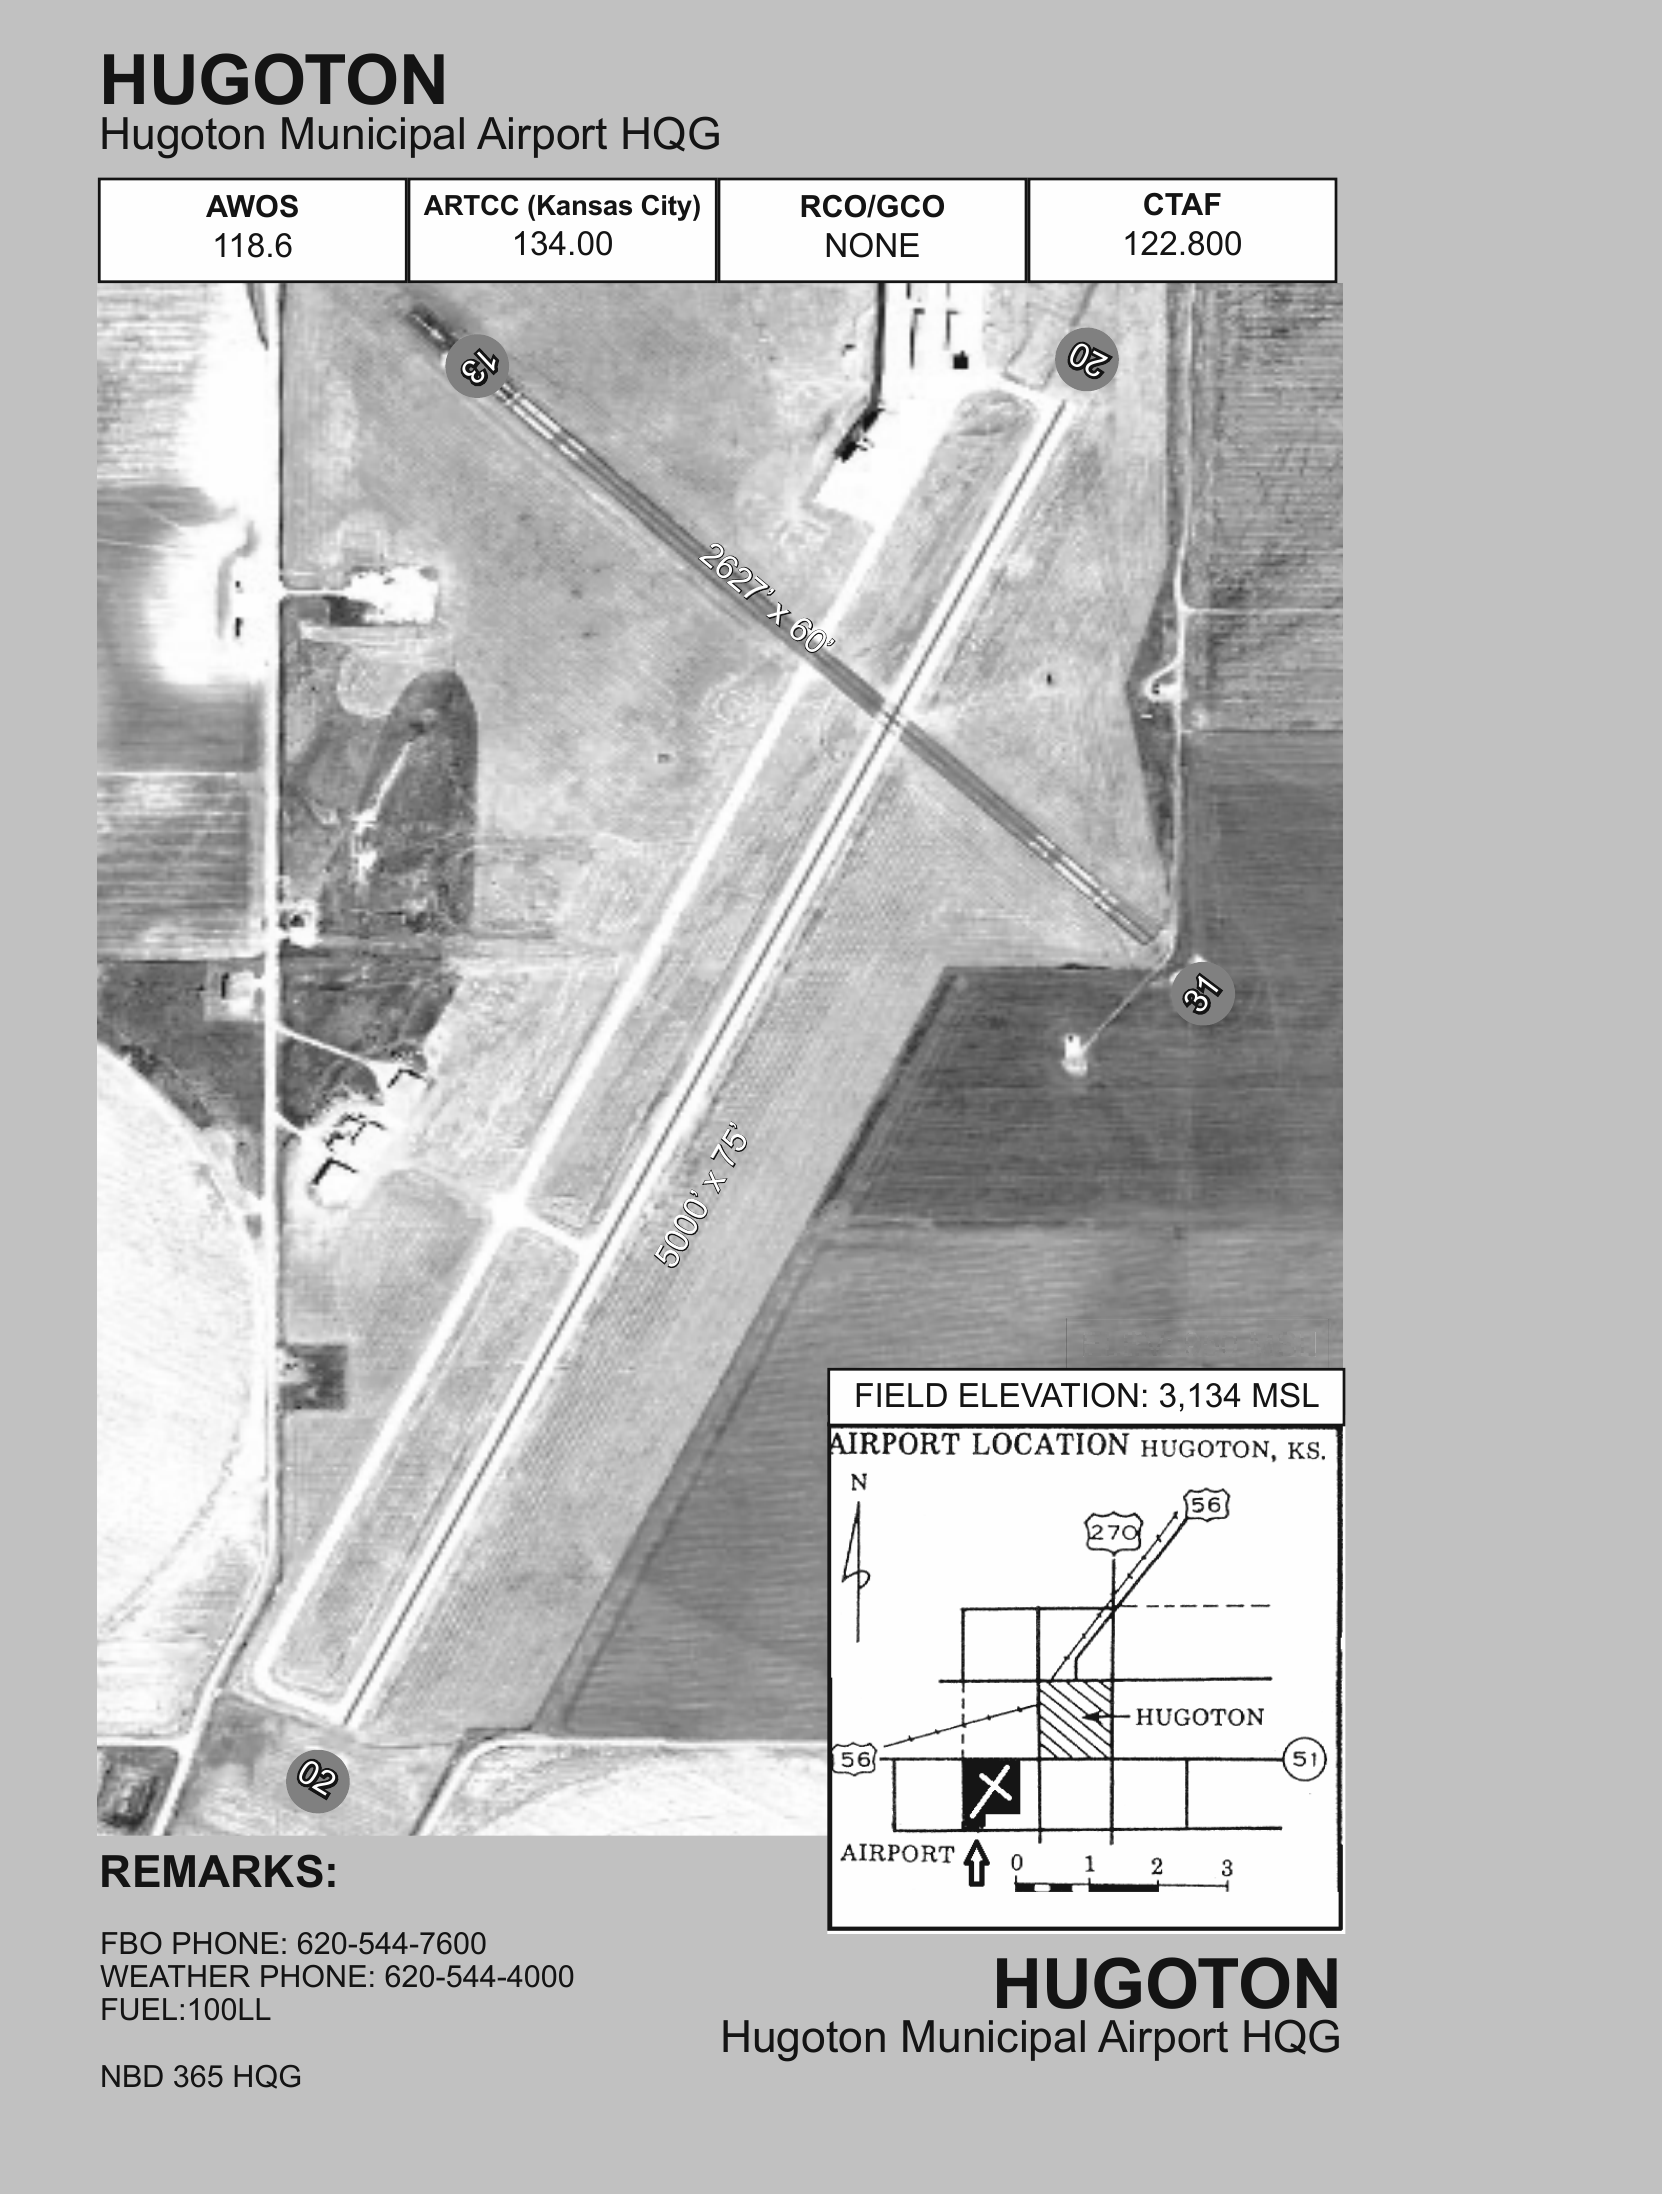 HUGOTON
Hugoton Municipal Airport HQG
AWOS
118.6
ARTCC (Kansas City)
134.00
RCO/GCO
NONE
CTAF
122.800
13
20
2627' x 60'
31
5000' x 75'
02
FIELD ELEVATION: 3,134 MSL
AIRPORT LOCATION HUGOTON, KS.
N
56
270
HUGOTON
56
51
AIRPORT
0 1 2 3
REMARKS:
FBO PHONE: 620-544-7600
WEATHER PHONE: 620-544-4000
FUEL:100LL
NBD 365 HQG
HUGOTON
Hugoton Municipal Airport HQG